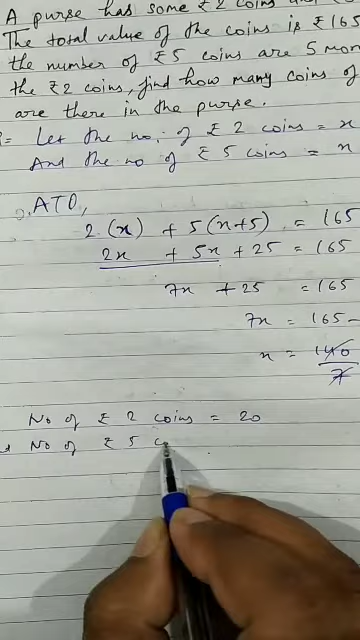 A purse has some ₹2 coins and
The total value of the coins is ₹165
the number of ₹5 coins are 5 mor
the ₹2 coins, find how many coins of
are there in the purse.
= Let the no. of ₹ 2 coins = x
And the no of ₹ 5 coins = x
ATQ,
2 (x) + 5(x+5) = 165
2x + 5x + 25 = 165
7x + 25 = 165
7x = 165 -
x = 140/7
No of ₹ 2 coins = 20
No of ₹ 5 co